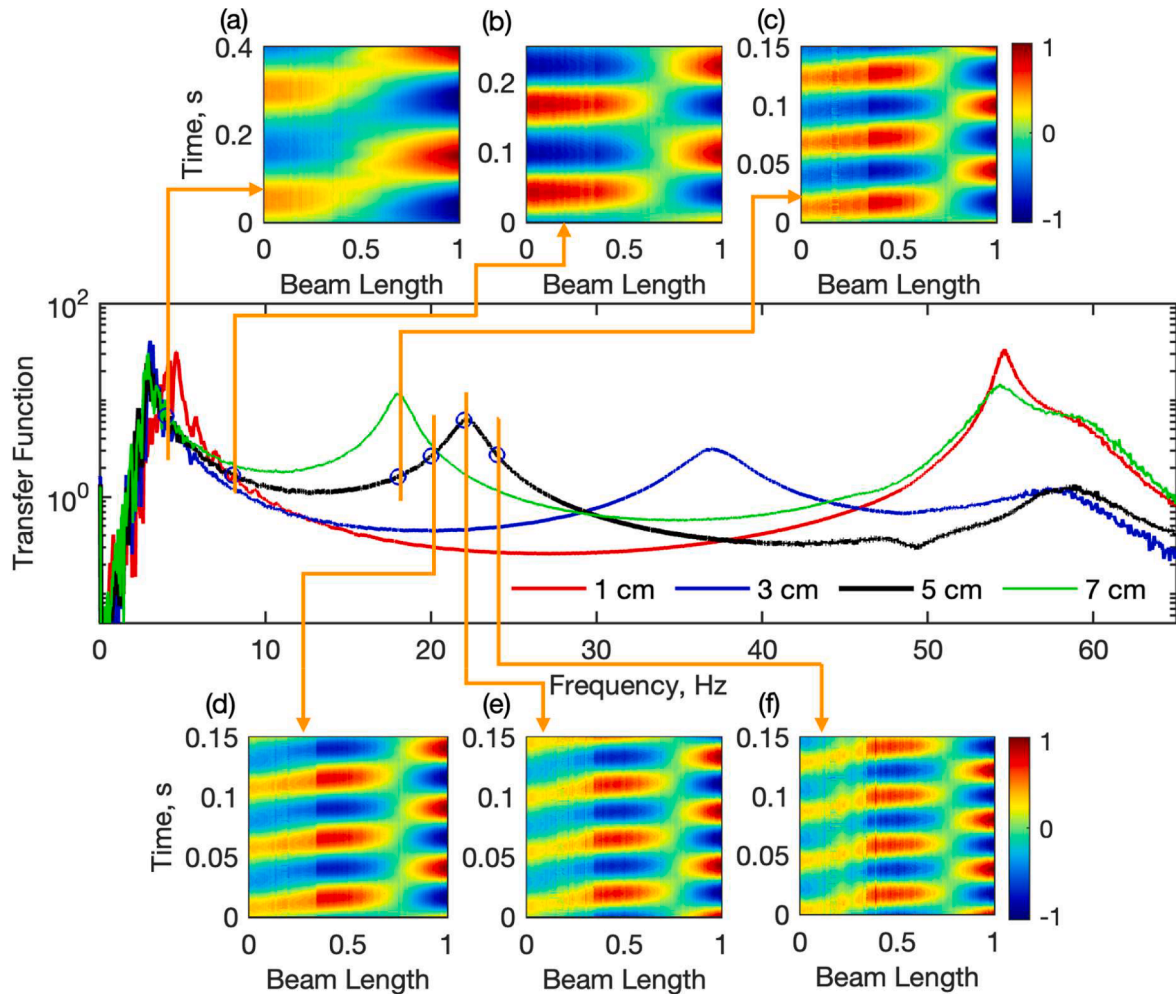 (a) (b) (c)
0.4 0.2 0.15 1
Time, s
0.2 0.1 0.1 0
0.05
0 0 0 -1
0 0.5 1 0 0.5 1 0 0.5 1
Beam Length Beam Length Beam Length
10²
Transfer Function
10⁰
1 cm 3 cm 5 cm 7 cm
0 10 20 30 40 50 60
Frequency, Hz
(d) (e) (f)
0.15 0.15 0.15 1
Time, s
0.1 0.1 0.1
0.05 0.05 0.05 0
0 0 0 -1
0 0.5 1 0 0.5 1 0 0.5 1
Beam Length Beam Length Beam Length